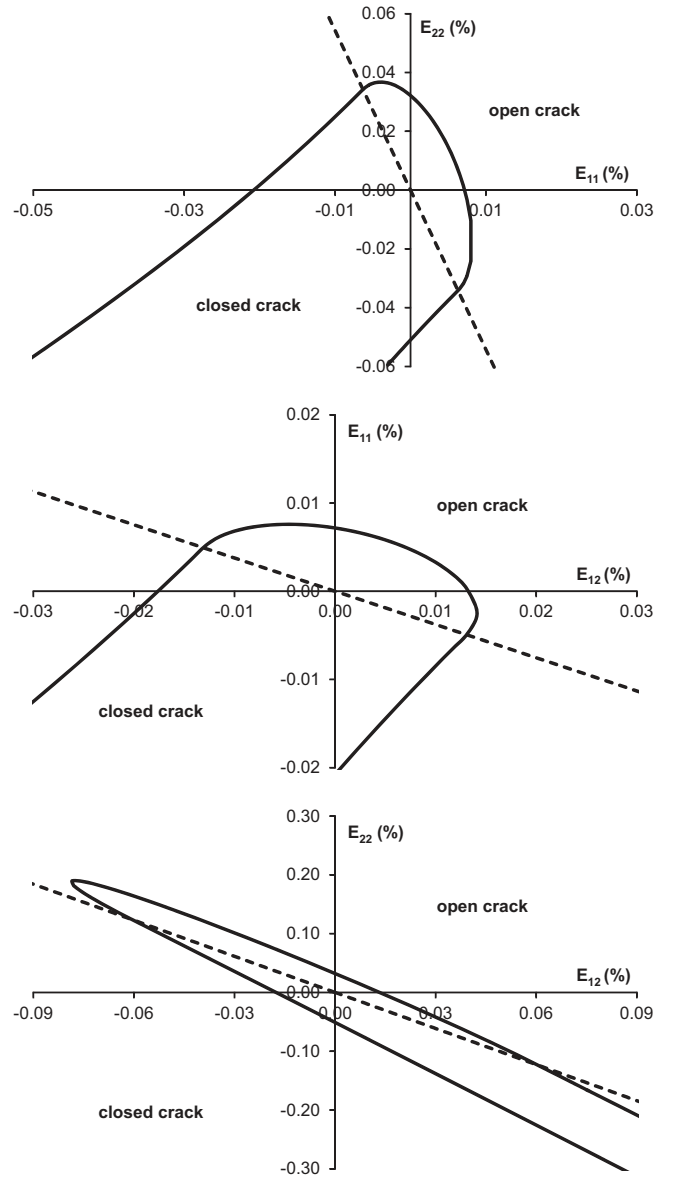 0.06
E22 (%)
0.04
open crack
0.02
E11 (%)
0.00
-0.05 -0.03 -0.01 0.01 0.03
-0.02
closed crack
-0.04
-0.06
0.02
E11 (%)
0.01
open crack
E12 (%)
0.00
-0.03 -0.02 -0.01 0.00 0.01 0.02 0.03
-0.01
closed crack
-0.02
0.30
E22 (%)
0.20
open crack
0.10
E12 (%)
0.00
-0.09 -0.06 -0.03 0.00 0.03 0.06 0.09
-0.10
closed crack
-0.20
-0.30